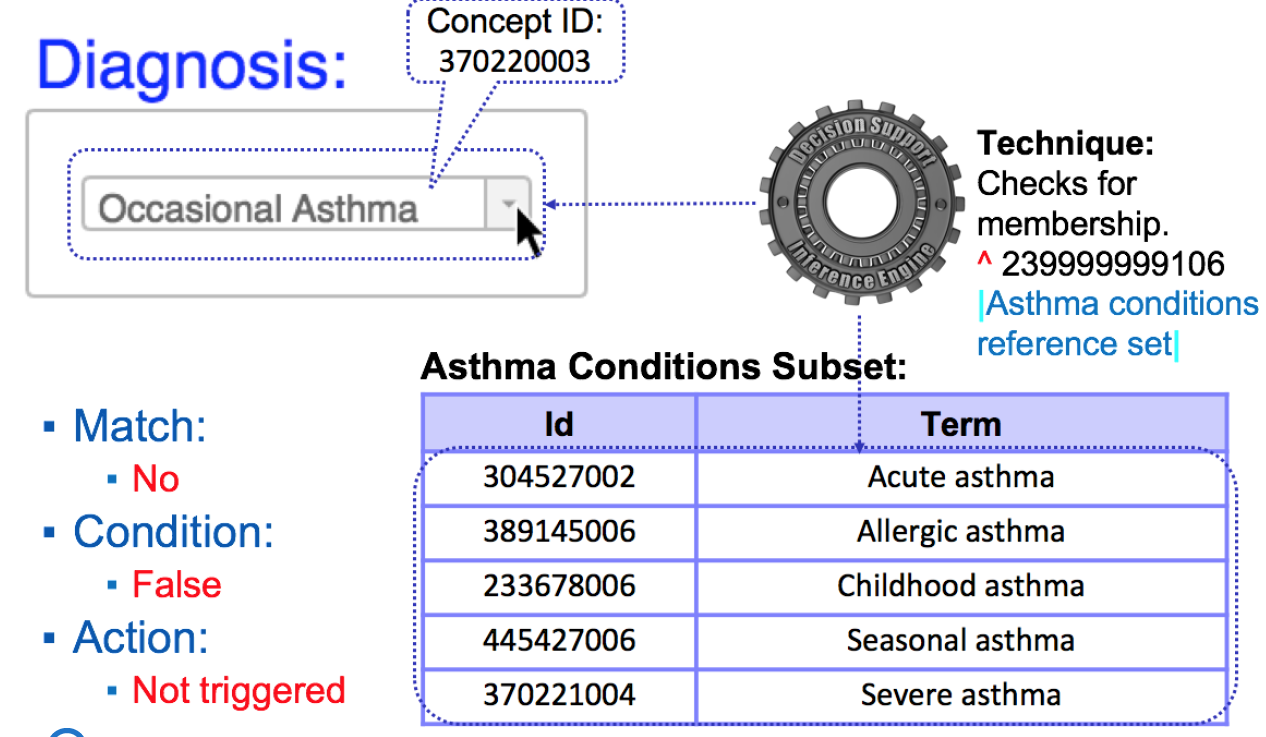 Concept ID:
370220003
Diagnosis:
Occasional Asthma
Decision Support
Inference Engine
Technique:
Checks for
membership.
^ 239999999106
|Asthma conditions
reference set|
Asthma Conditions Subset:
Id Term
304527002 Acute asthma
389145006 Allergic asthma
233678006 Childhood asthma
445427006 Seasonal asthma
370221004 Severe asthma
▪ Match:
▪ No
▪ Condition:
▪ False
▪ Action:
▪ Not triggered